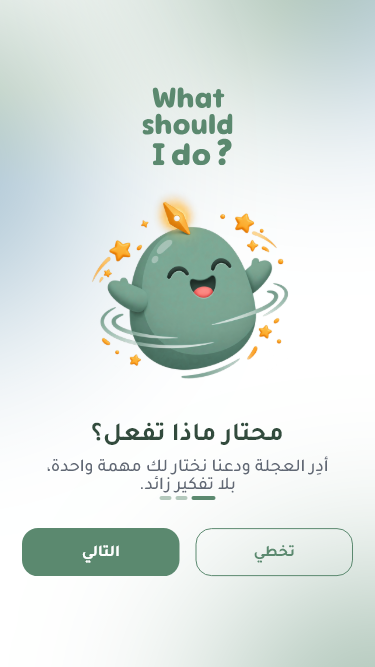 What
should
I do ?
محتار ماذا تفعل؟
أدِر العجلة ودعنا نختار لك مهمة واحدة،
بلا تفكير زائد.
تخطي
التالي